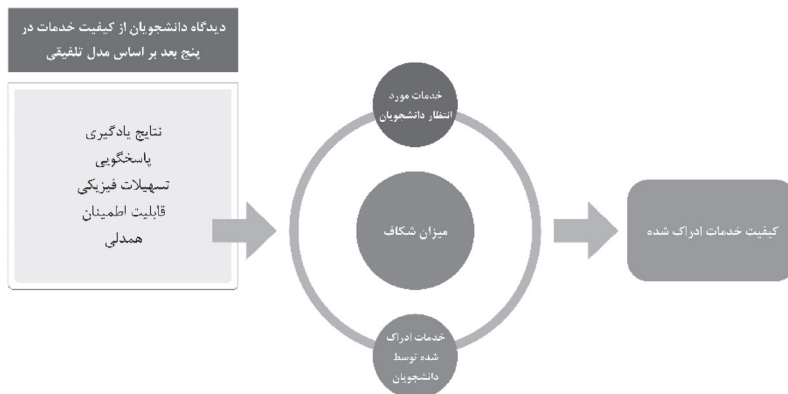 دیدگاه دانشجویان از کیفیت خدمات در
پنج بعد بر اساس مدل تلفیقی
نتایج یادگیری
پاسخگویی
تسهیلات فیزیکی
قابلیت اطمینان
همدلی
خدمات مورد
انتظار دانشجویان
میزان شکاف
خدمات ادراک
شده توسط
دانشجویان
کیفیت خدمات ادراک شده